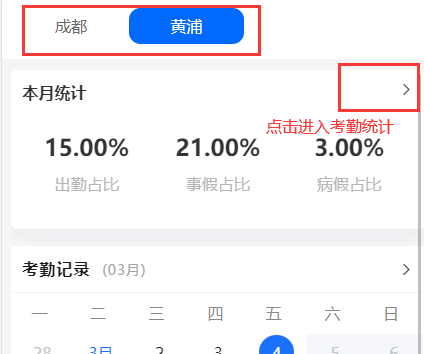 成都 黄浦
本月统计
点击进入考勤统计
15.00% 21.00% 3.00%
出勤占比 事假占比 病假占比
考勤记录 (03月)
一 二 三 四 五 六 日
28 3月 2 3 4 5 6